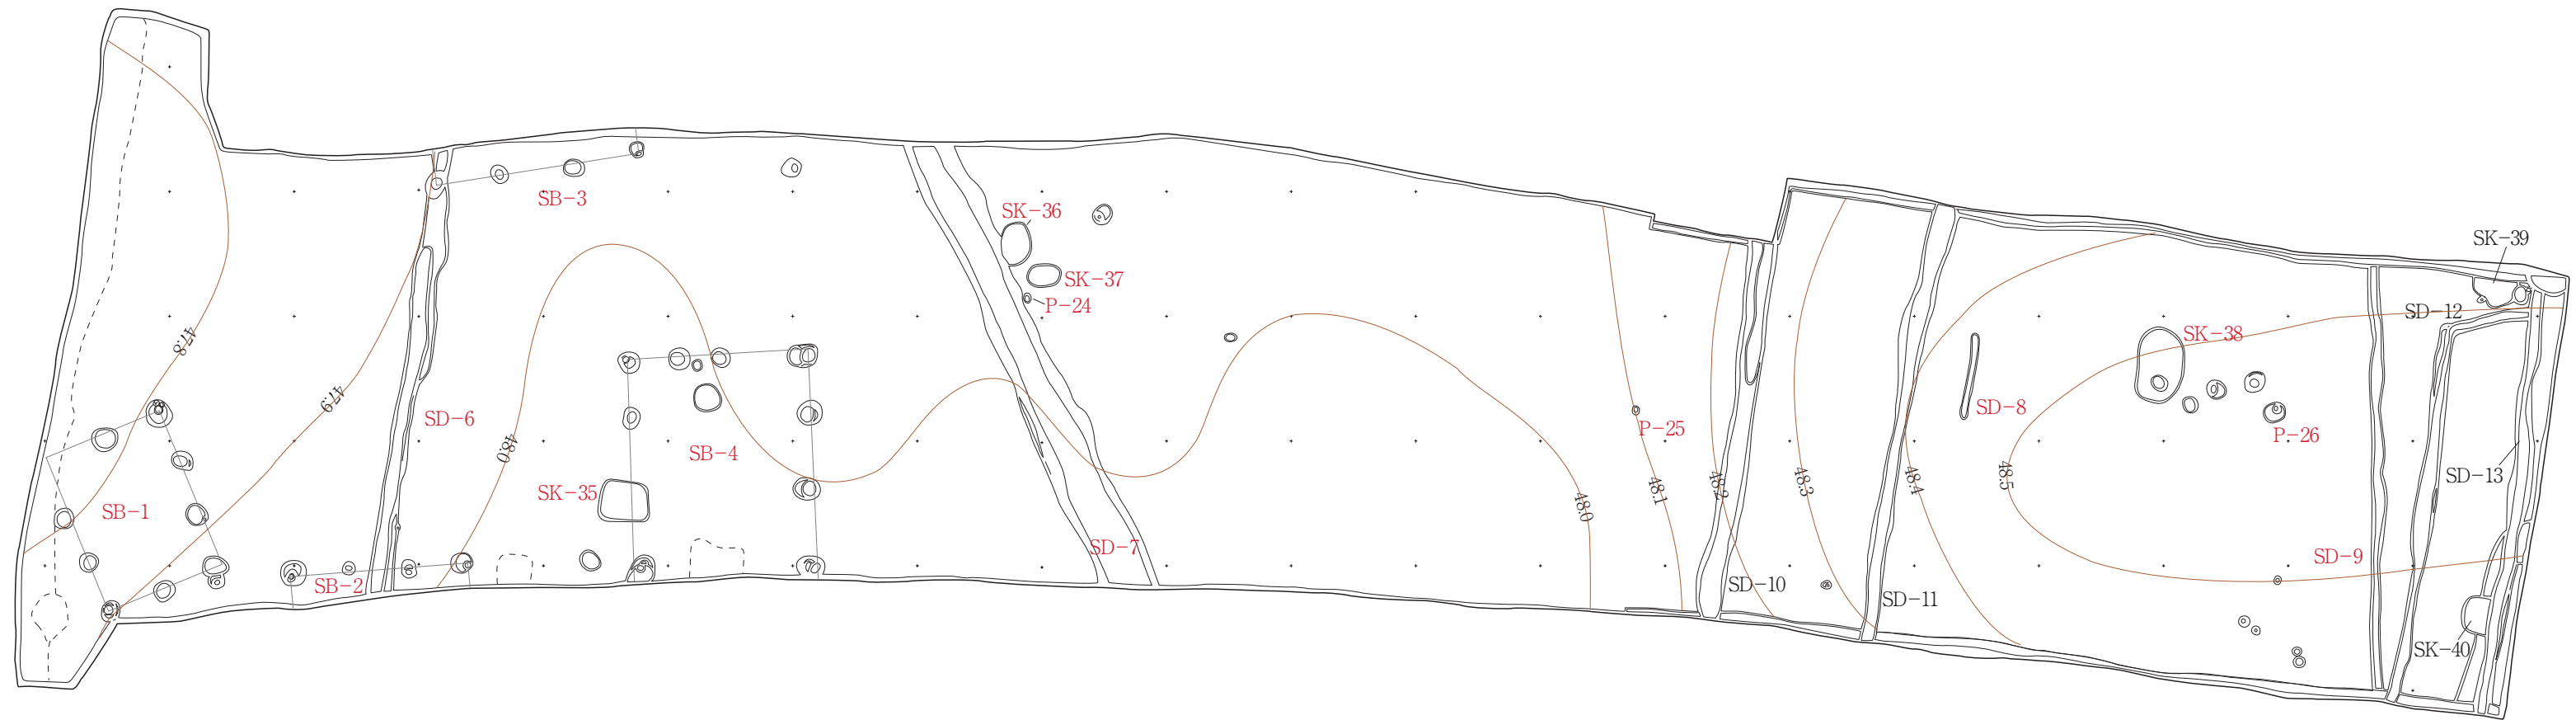 SB-3
SK-36
SK-37
P-24
SK-39
SD-12
SK-38
47.8
47.9
SD-6
48.0
SB-4
SK-35
SB-1
SB-2
SD-7
48.0
P-25
48.1
48.2
48.3
48.4
SD-8
48.5
P-26
SD-13
SD-9
SD-10
SD-11
SK-40